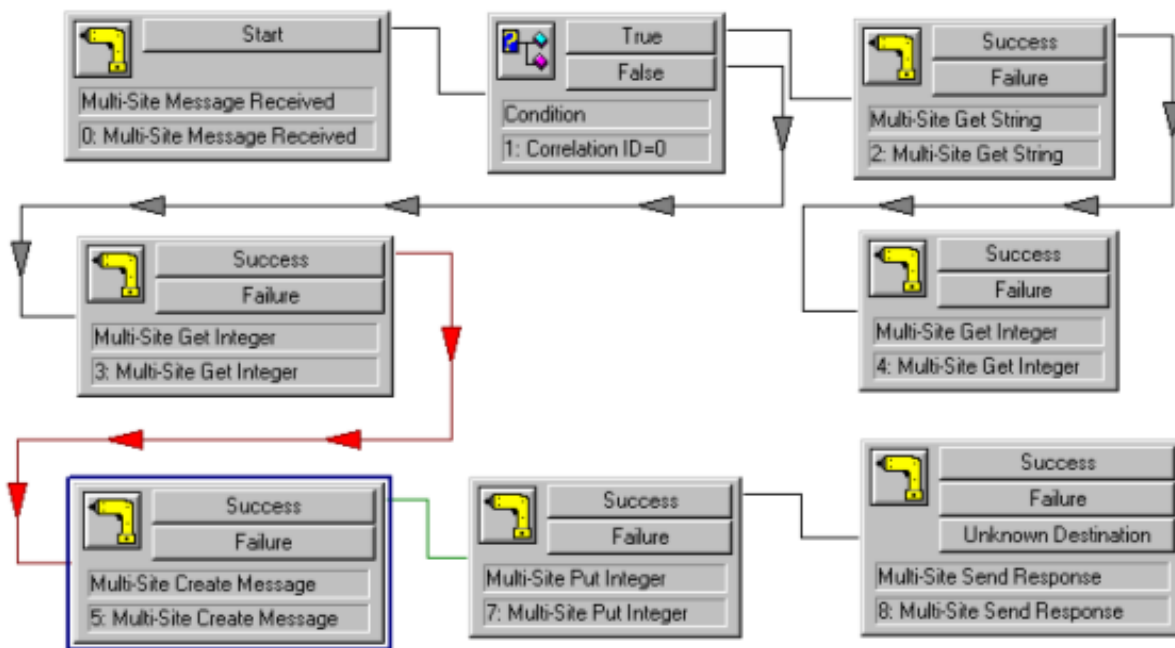 Start
Multi-Site Message Received
0: Multi-Site Message Received
True
False
Condition
1: Correlation ID=0
Success
Failure
Multi-Site Get String
2: Multi-Site Get String
Success
Failure
Multi-Site Get Integer
3: Multi-Site Get Integer
Success
Failure
Multi-Site Get Integer
4: Multi-Site Get Integer
Success
Failure
Multi-Site Create Message
5: Multi-Site Create Message
Success
Failure
Multi-Site Put Integer
7: Multi-Site Put Integer
Success
Failure
Unknown Destination
Multi-Site Send Response
8: Multi-Site Send Response